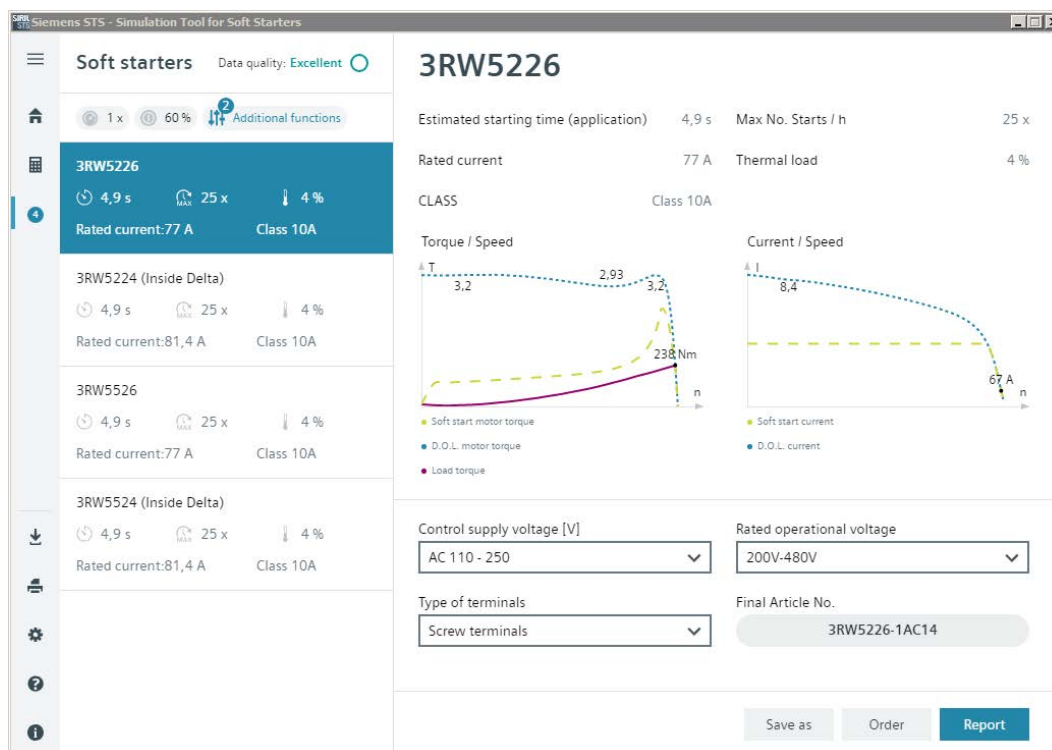 SIRIUS STS Siemens STS - Simulation Tool for Soft Starters
Soft starters Data quality: Excellent
1 x 60 % 2 Additional functions
3RW5226
4,9 s MAX 25 x 4 %
Rated current:77 A Class 10A
3RW5224 (Inside Delta)
4,9 s MAX 25 x 4 %
Rated current:81,4 A Class 10A
3RW5526
4,9 s MAX 25 x 4 %
Rated current:77 A Class 10A
3RW5524 (Inside Delta)
4,9 s MAX 25 x 4 %
Rated current:81,4 A Class 10A
4
3RW5226
Estimated starting time (application) 4,9 s Max No. Starts / h 25 x
Rated current 77 A Thermal load 4 %
CLASS Class 10A
Torque / Speed
T
3,2
2,93
3,2
238 Nm
n
Soft start motor torque
D.O.L. motor torque
Load torque
Current / Speed
I
8,4
67 A
n
Soft start current
D.O.L. current
Control supply voltage [V] Rated operational voltage
AC 110 - 250 200V-480V
Type of terminals Final Article No.
Screw terminals 3RW5226-1AC14
Save as Order Report